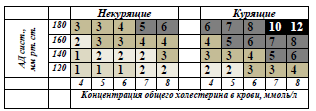 Некурящие Курящие
АД сист., мм рт. ст.
180 3 3 4 5 6 6 7 8 10 12
160 2 3 3 4 4 4 5 6 7 8
140 1 2 2 2 3 3 3 4 5 6
120 1 1 1 2 2 2 2 3 3 4
4 5 6 7 8 4 5 6 7 8
Концентрация общего холестерина в крови, ммоль/л